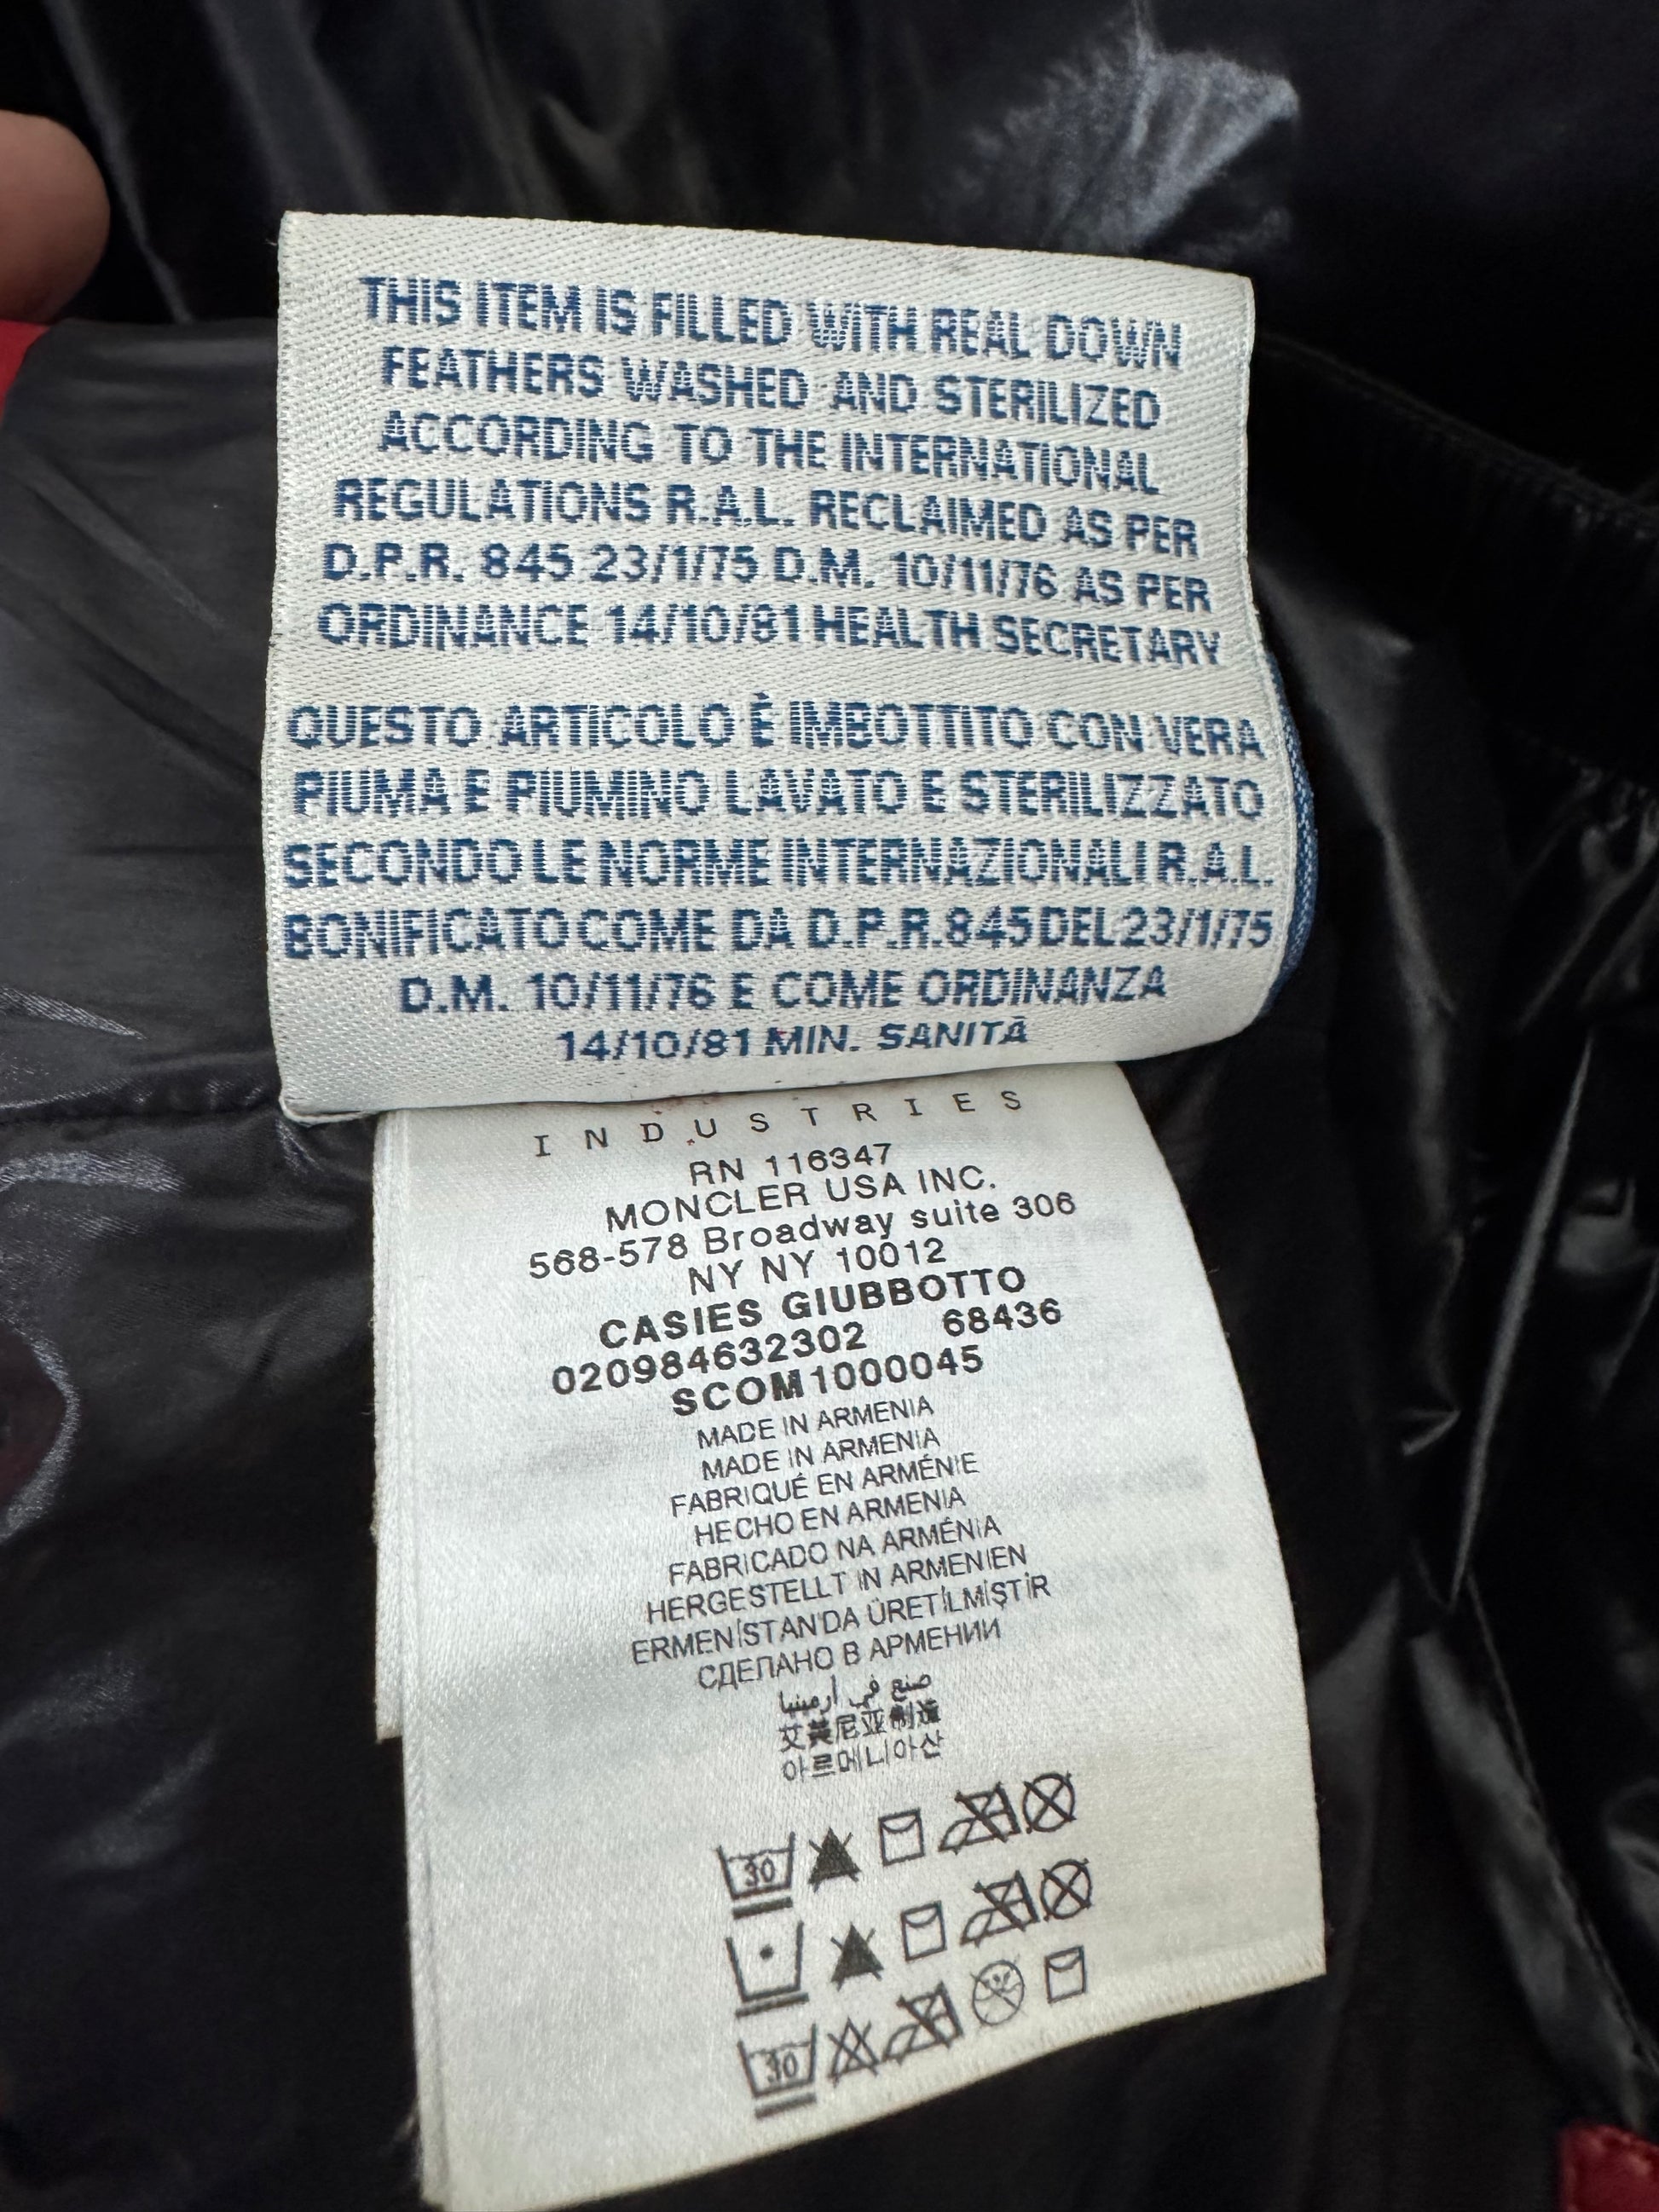 THIS ITEM IS FILLED WITH REAL DOWN
FEATHERS WASHED AND STERILIZED
ACCORDING TO THE INTERNATIONAL
REGULATIONS R.A.L. RECLAIMED AS PER
D.P.R. 845 23/1/75 D.M. 10/11/76 AS PER
ORDINANCE 14/10/81 HEALTH SECRETARY
QUESTO ARTICOLO È IMBOTTITO CON VERA
PIUMA E PIUMINO LAVATO E STERILIZZATO
SECONDO LE NORME INTERNAZIONALI R.A.L.
BONIFICATO COME DA D.P.R.845 DEL 23/1/75
D.M. 10/11/76 E COME ORDINANZA
14/10/81 MIN. SANITÀ
INDUSTRIES
RN 116347
MONCLER USA INC.
568-578 Broadway suite 306
NY NY 10012
CASIES GIUBBOTTO
020984632302 68436
SCOM1000045
MADE IN ARMENIA
MADE IN ARMENIA
FABRIQUÉ EN ARMÉNIE
HECHO EN ARMENIA
FABRICADO NA ARMÉNIA
HERGESTELLT IN ARMENIEN
ERMENİSTAN'DA ÜRETİLMİŞTİR
СДЕЛАНО В АРМЕНИИ
صنع في أرمينيا
艾美尼亚制造
아르메니아산
30
30